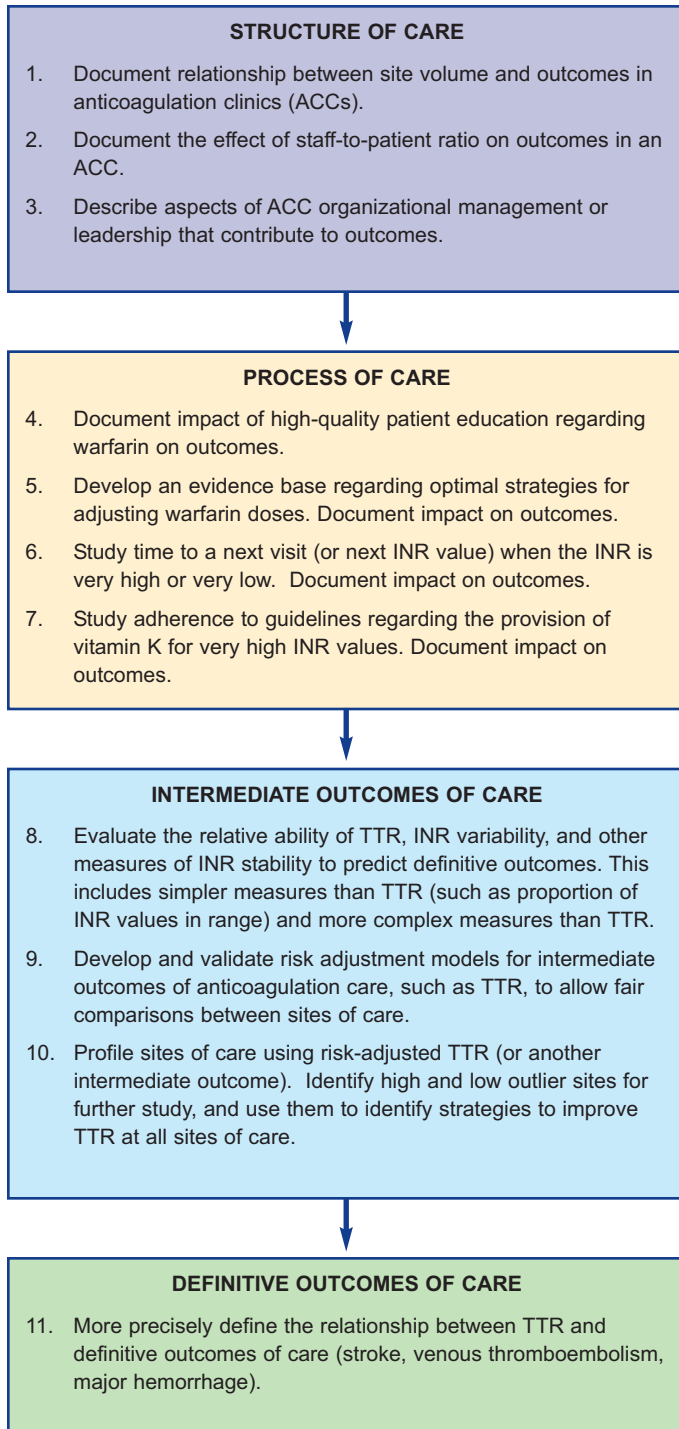 STRUCTURE OF CARE
1. Document relationship between site volume and outcomes in
anticoagulation clinics (ACCs).
2. Document the effect of staff-to-patient ratio on outcomes in an
ACC.
3. Describe aspects of ACC organizational management or
leadership that contribute to outcomes.
PROCESS OF CARE
4. Document impact of high-quality patient education regarding
warfarin on outcomes.
5. Develop an evidence base regarding optimal strategies for
adjusting warfarin doses. Document impact on outcomes.
6. Study time to a next visit (or next INR value) when the INR is
very high or very low. Document impact on outcomes.
7. Study adherence to guidelines regarding the provision of
vitamin K for very high INR values. Document impact on
outcomes.
INTERMEDIATE OUTCOMES OF CARE
8. Evaluate the relative ability of TTR, INR variability, and other
measures of INR stability to predict definitive outcomes. This
includes simpler measures than TTR (such as proportion of
INR values in range) and more complex measures than TTR.
9. Develop and validate risk adjustment models for intermediate
outcomes of anticoagulation care, such as TTR, to allow fair
comparisons between sites of care.
10. Profile sites of care using risk-adjusted TTR (or another
intermediate outcome). Identify high and low outlier sites for
further study, and use them to identify strategies to improve
TTR at all sites of care.
DEFINITIVE OUTCOMES OF CARE
11. More precisely define the relationship between TTR and
definitive outcomes of care (stroke, venous thromboembolism,
major hemorrhage).